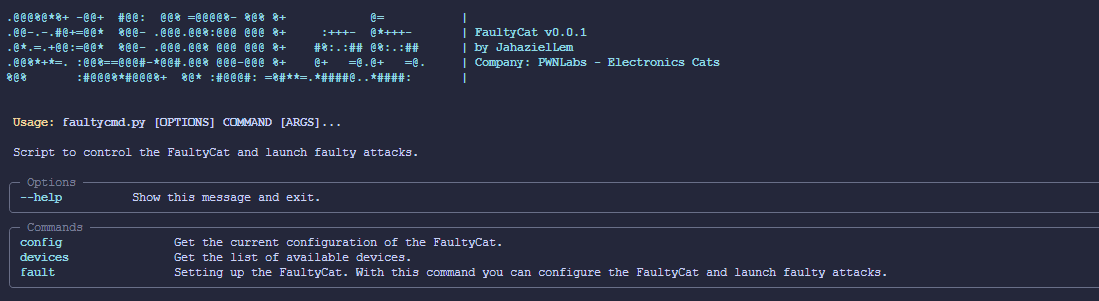 .@@%@*%+ -@@+  #@@:  @@% =@@@@%- %@% %+              @=             |
.@@-.-.#@+=@@*  %@@- .@@@.@@%:@@@ @@@ %+      :+++-  @*+++-        | FaultyCat v0.0.1
.@*.=.+@@:=@@*  %@@- .@@@.@@% @@@ @@@ %+     #%:.:## @%:.:##       | by JahazielLem
.@@%*+*=. :@@%==@@@#-*@@#.@@% @@@-@@@ %+     @+   =@.@+   =@.      | Company: PWNLabs - Electronics Cats
%@%       :#@@@%*#@@@%+  %@* :#@@@#: =%#**=.*####@..*####:        |
Usage: faultycmd.py [OPTIONS] COMMAND [ARGS]...
Script to control the FaultyCat and launch faulty attacks.
Options
--help          Show this message and exit.
Commands
config          Get the current configuration of the FaultyCat.
devices         Get the list of available devices.
fault           Setting up the FaultyCat. With this command you can configure the FaultyCat and launch faulty attacks.